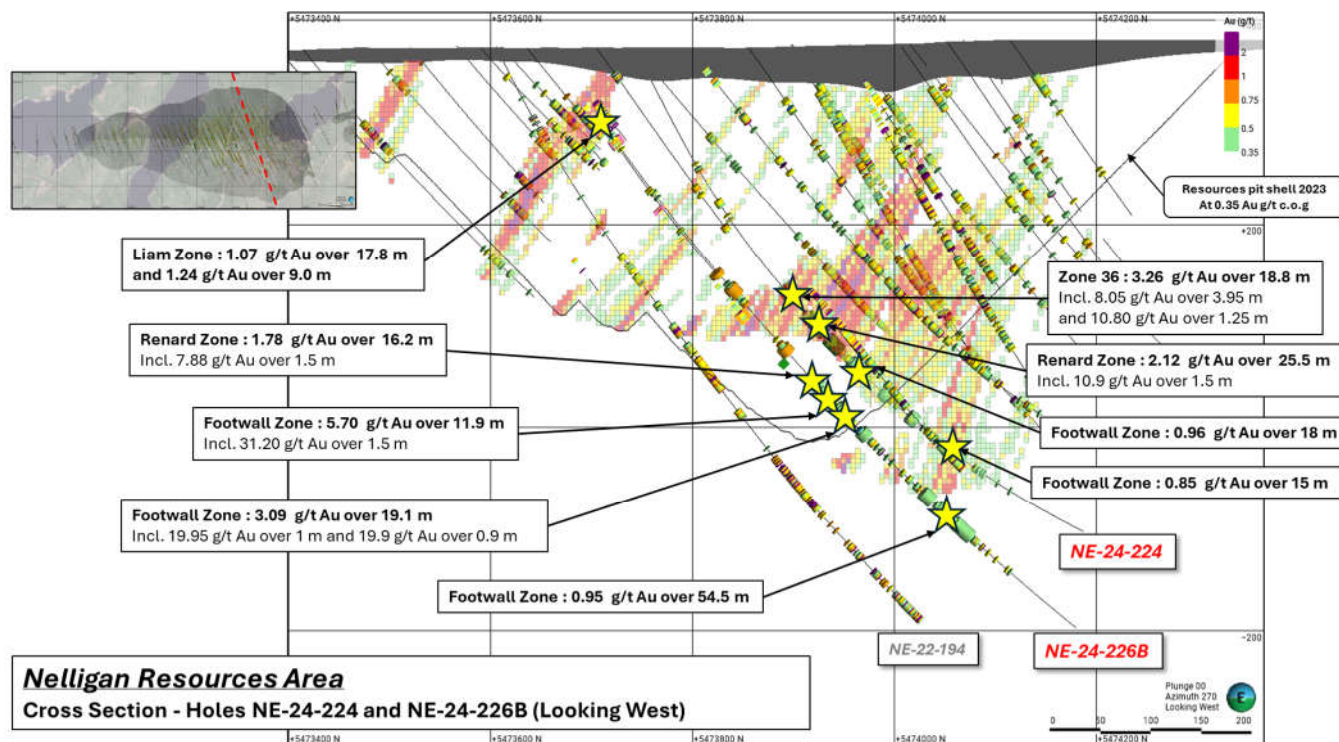 +5473400 N
+5473600 N
+5473800 N
+5474000 N
+5474200 N
Au (g/t)
2
1
0.75
0.5
0.35
Resources pit shell 2023
At 0.35 Au g/t c.o.g
+200
Liam Zone : 1.07 g/t Au over 17.8 m
and 1.24 g/t Au over 9.0 m
Zone 36 : 3.26 g/t Au over 18.8 m
Incl. 8.05 g/t Au over 3.95 m
and 10.80 g/t Au over 1.25 m
Renard Zone : 1.78 g/t Au over 16.2 m
Incl. 7.88 g/t Au over 1.5 m
Renard Zone : 2.12 g/t Au over 25.5 m
Incl. 10.9 g/t Au over 1.5 m
Footwall Zone : 5.70 g/t Au over 11.9 m
Incl. 31.20 g/t Au over 1.5 m
Footwall Zone : 0.96 g/t Au over 18 m
Footwall Zone : 0.85 g/t Au over 15 m
Footwall Zone : 3.09 g/t Au over 19.1 m
Incl. 19.95 g/t Au over 1 m and 19.9 g/t Au over 0.9 m
NE-24-224
Footwall Zone : 0.95 g/t Au over 54.5 m
-200
NE-22-194
NE-24-226B
Nelligan Resources Area
Cross Section - Holes NE-24-224 and NE-24-226B (Looking West)
Plunge 00
Azimuth 270
Looking West
E
0 50 100 150 200
+5473400 N
+5473600 N
+5473800 N
+5474000 N
+5474200 N